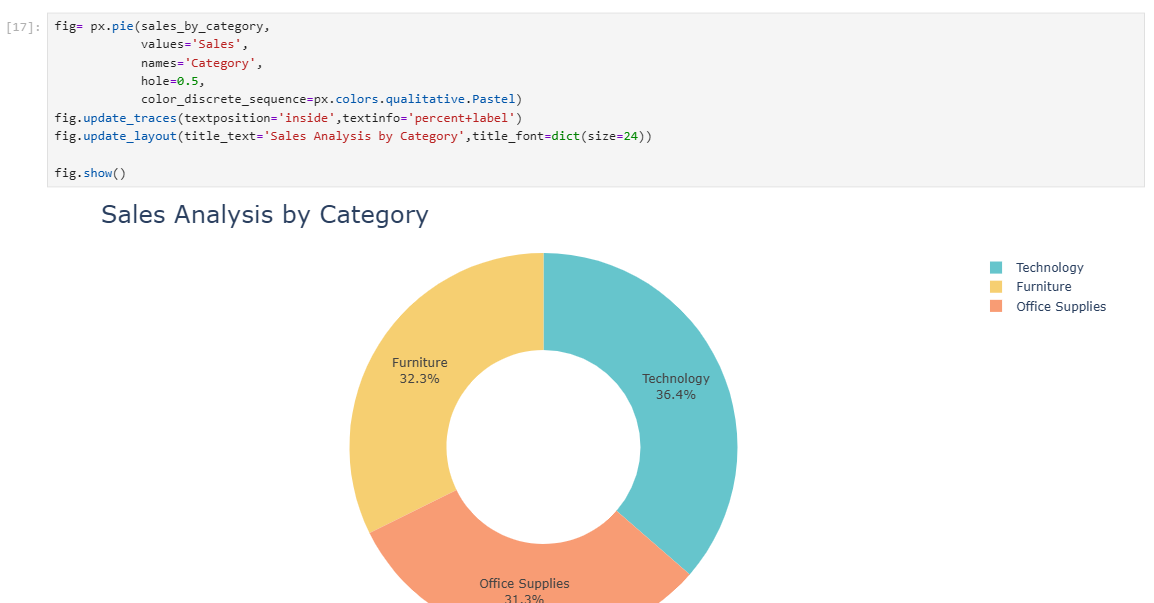 [17]:
fig= px.pie(sales_by_category,
values='Sales',
names='Category',
hole=0.5,
color_discrete_sequence=px.colors.qualitative.Pastel)
fig.update_traces(textposition='inside',textinfo='percent+label')
fig.update_layout(title_text='Sales Analysis by Category',title_font=dict(size=24))
fig.show()
Sales Analysis by Category
Technology
Furniture
Office Supplies
Furniture
32.3%
Technology
36.4%
Office Supplies
31.3%